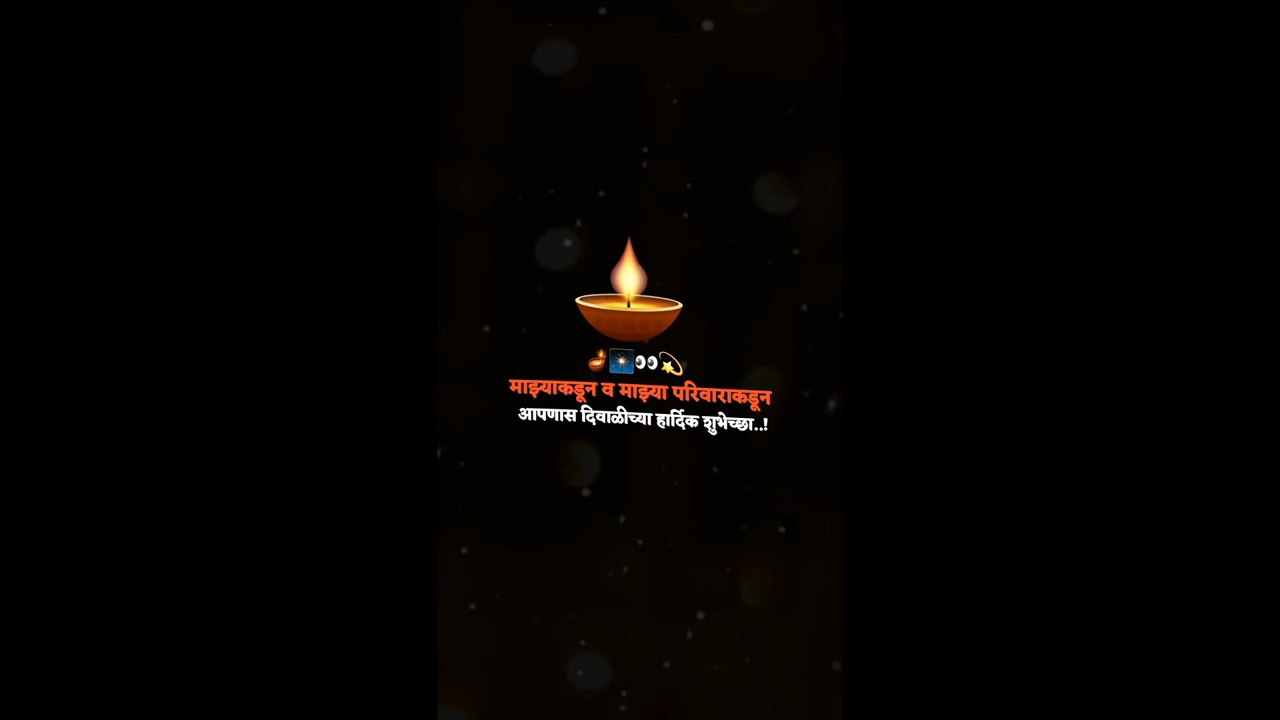 🪔🎇👀💫
माझ्याकडून व माझ्या परिवाराकडून
आपणास दिवाळीच्या हार्दिक शुभेच्छा..!